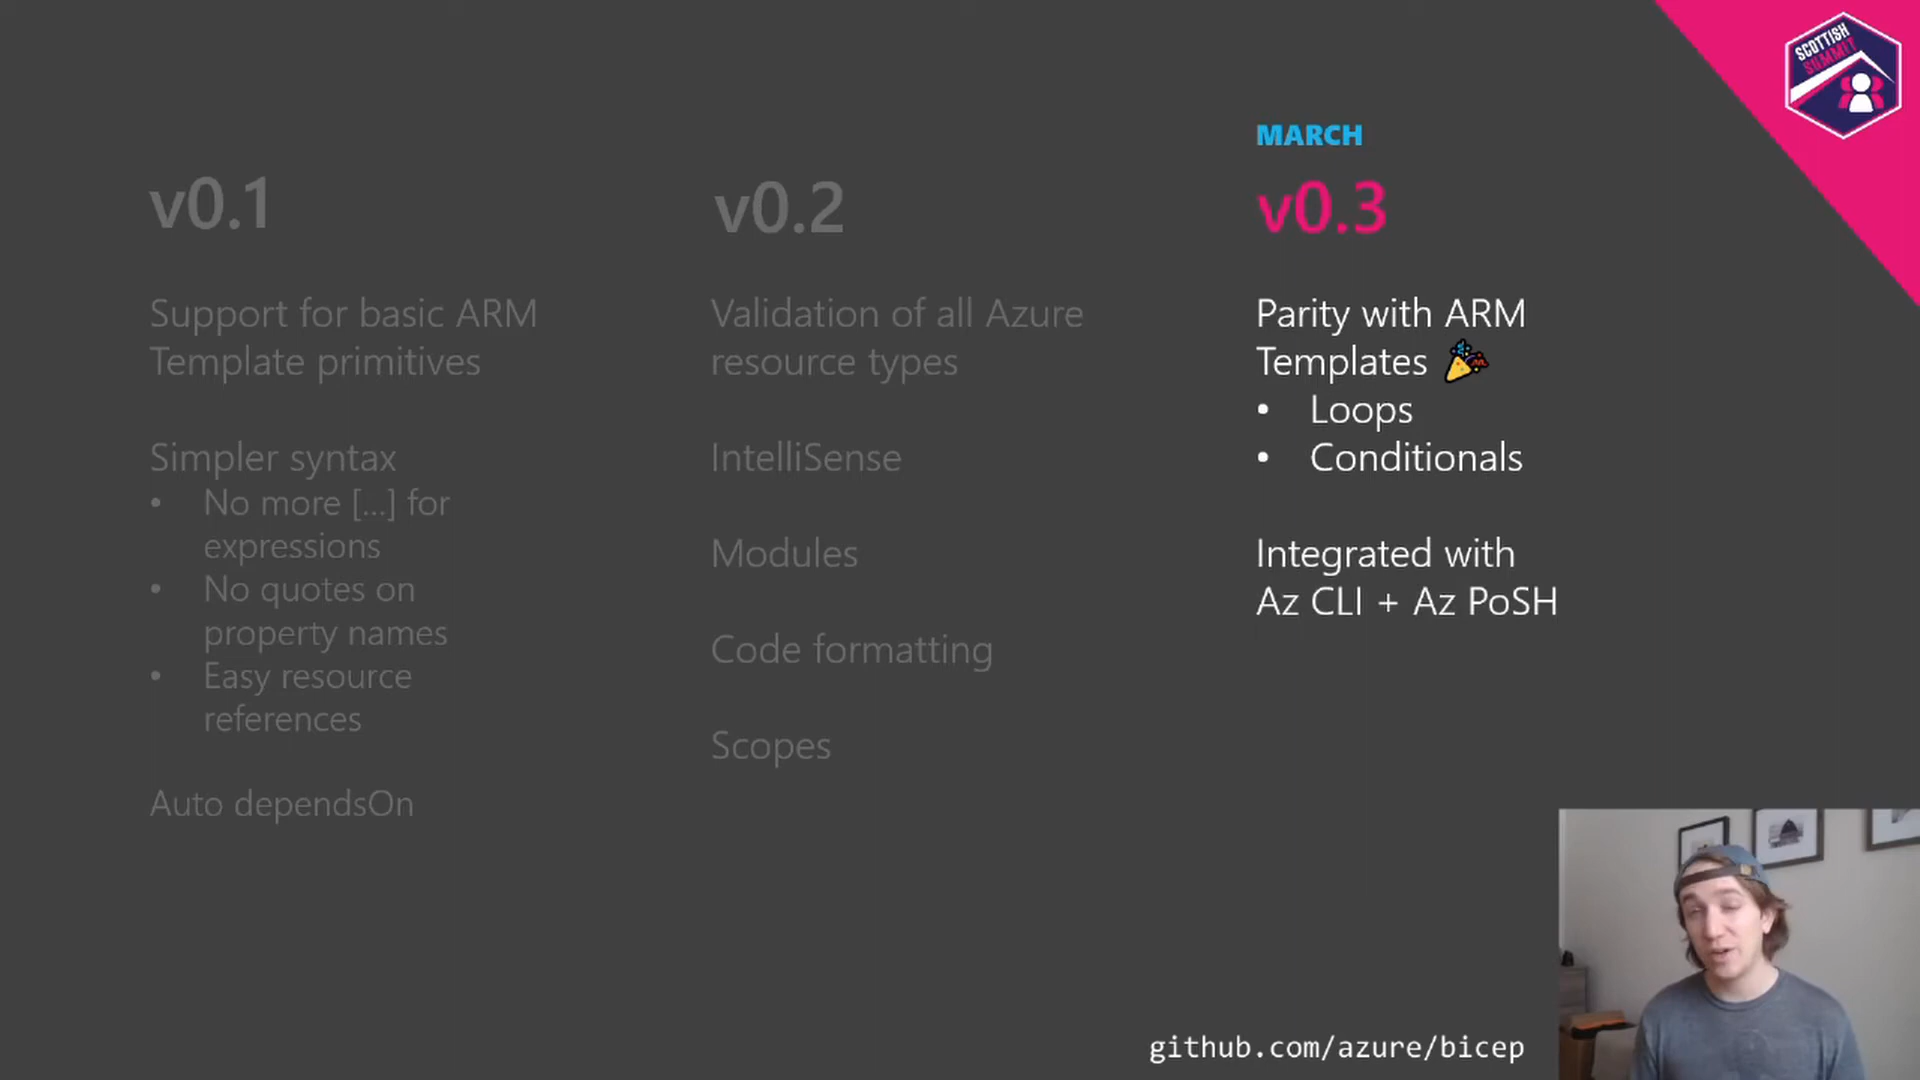 SCOTTISH
SUMMIT
v0.1
Support for basic ARM
Template primitives
Simpler syntax
• No more [...] for
expressions
• No quotes on
property names
• Easy resource
references
Auto dependsOn
v0.2
Validation of all Azure
resource types
IntelliSense
Modules
Code formatting
Scopes
MARCH
v0.3
Parity with ARM
Templates 🎉
• Loops
• Conditionals
Integrated with
Az CLI + Az PoSH
github.com/azure/bicep